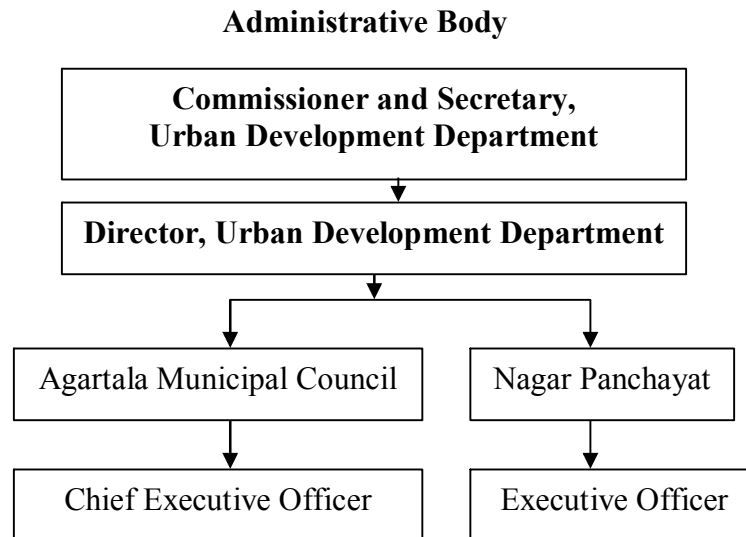 Administrative Body
Commissioner and Secretary,
Urban Development Department
Director, Urban Development Department
Agartala Municipal Council
Nagar Panchayat
Chief Executive Officer
Executive Officer